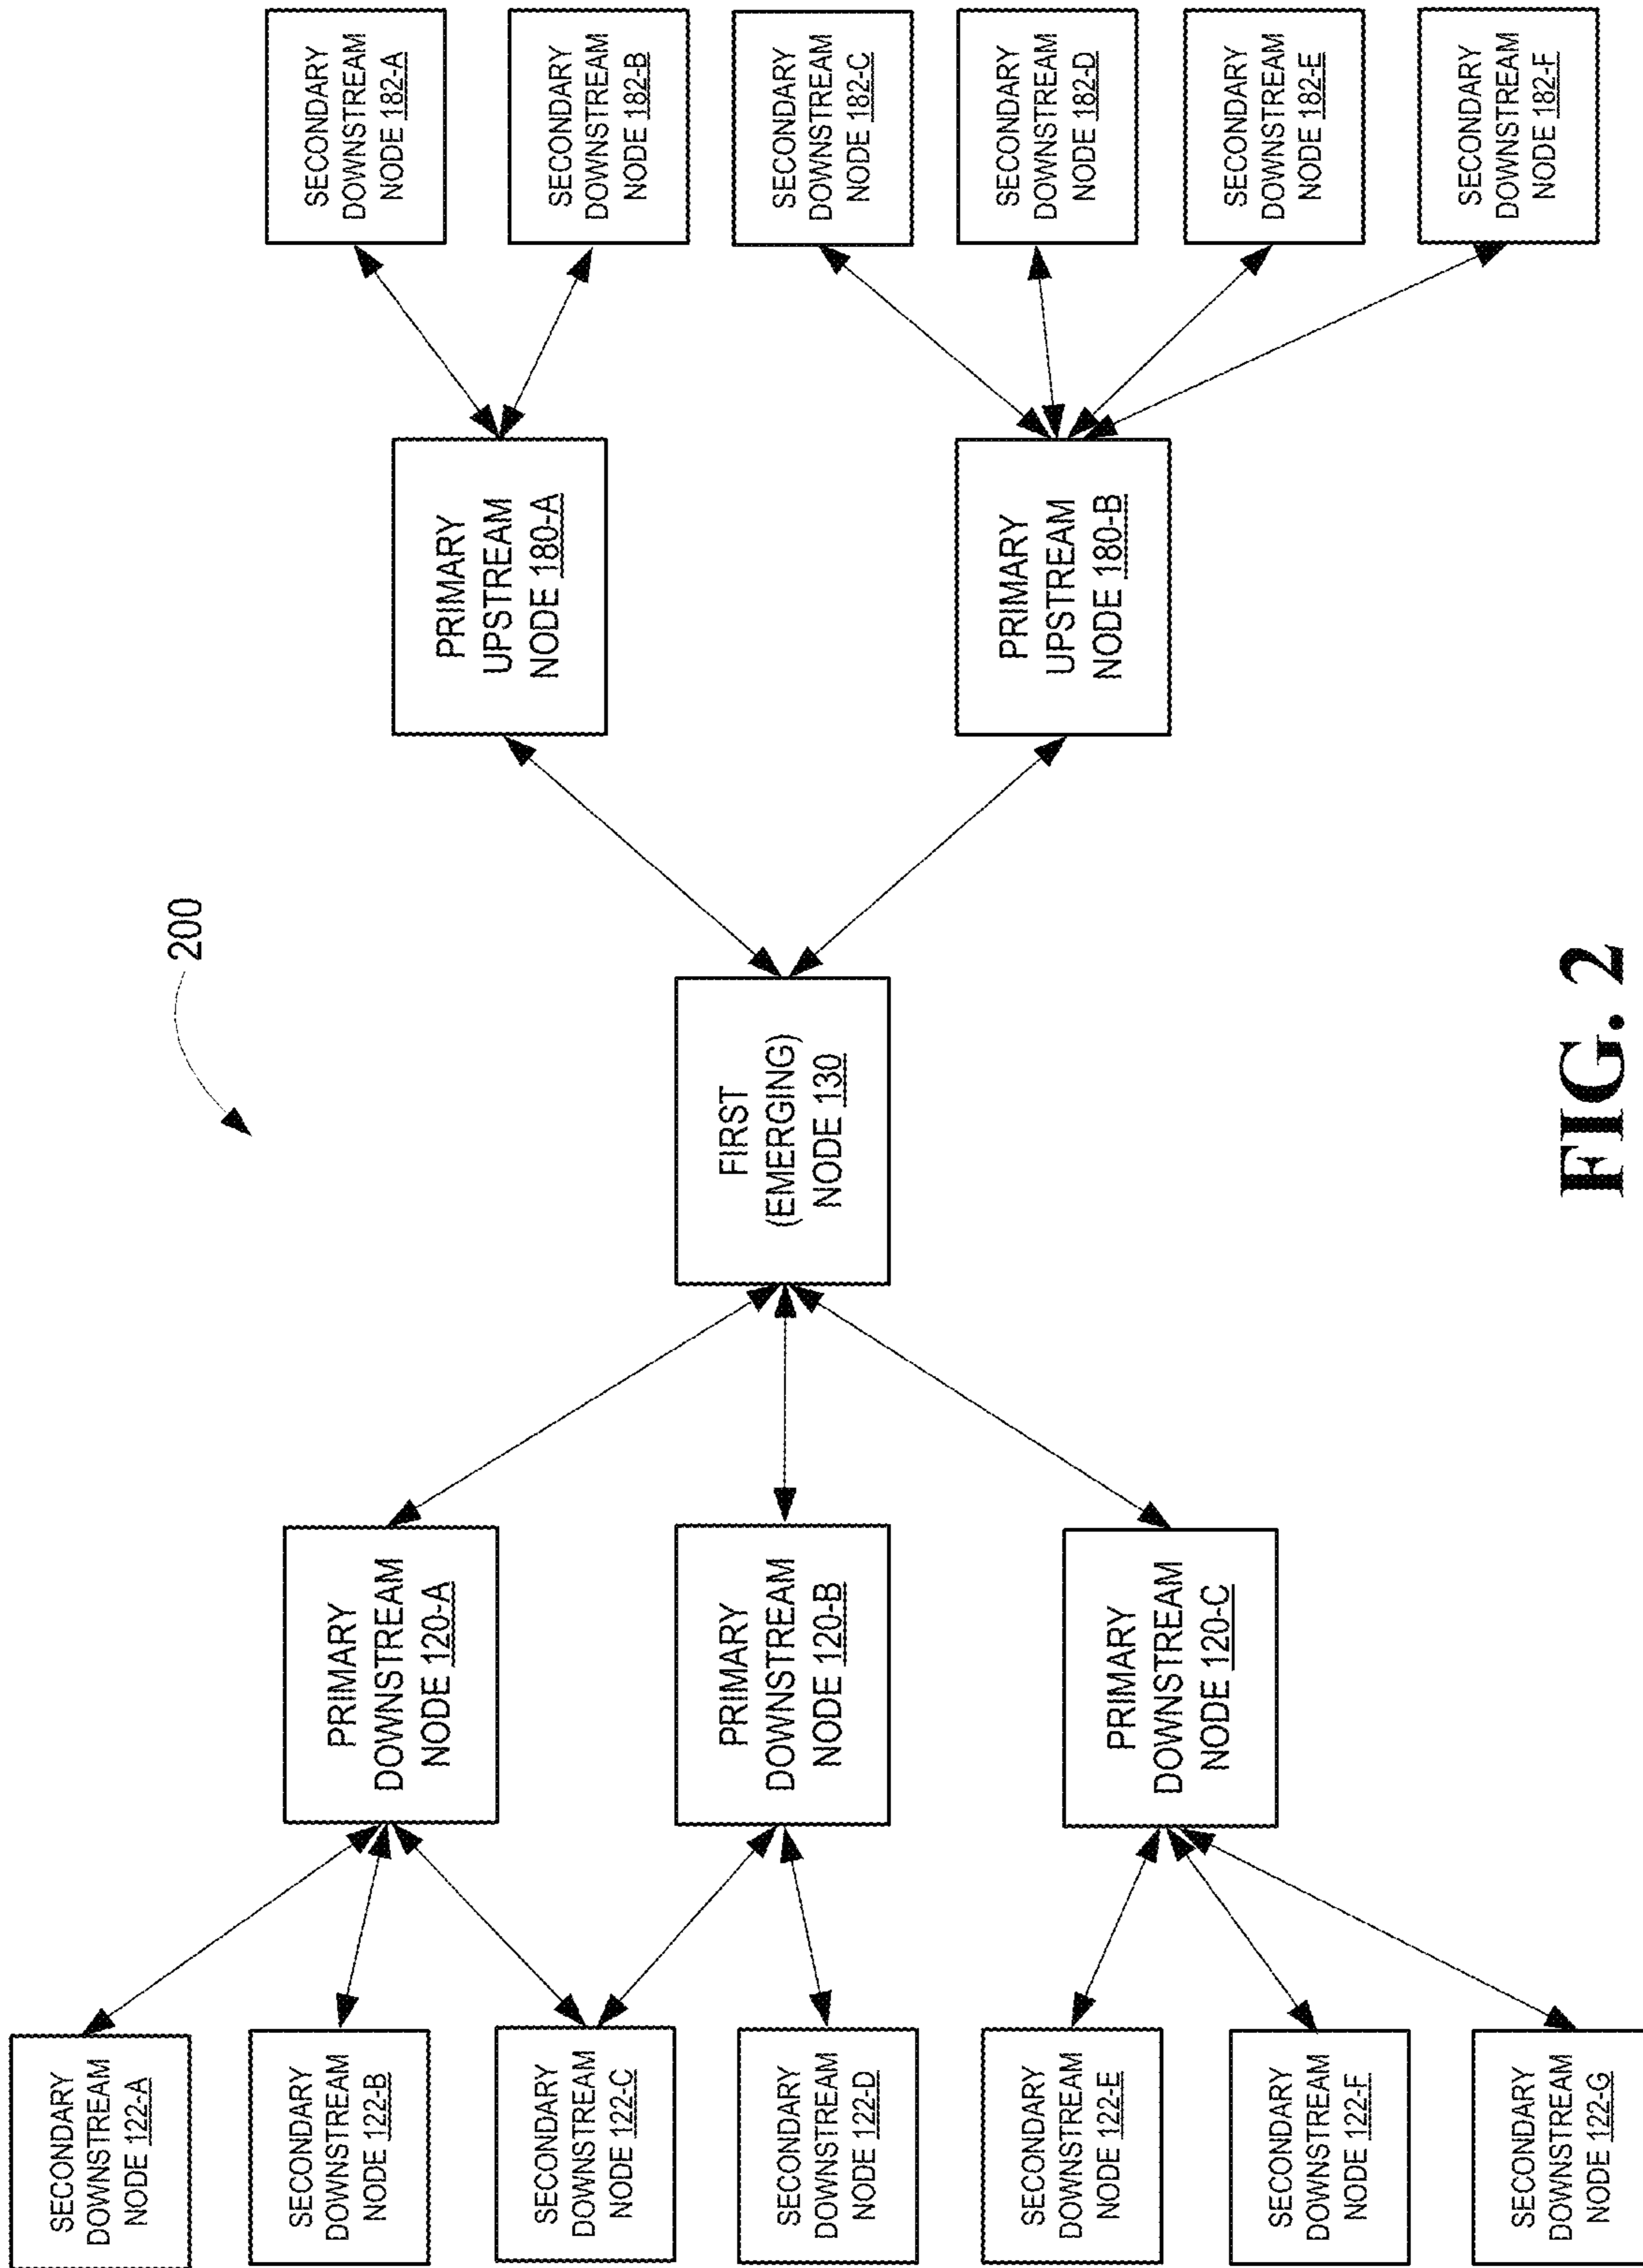 200
SECONDARY
DOWNSTREAM
NODE 122-A
SECONDARY
DOWNSTREAM
NODE 122-B
SECONDARY
DOWNSTREAM
NODE 122-C
SECONDARY
DOWNSTREAM
NODE 122-D
SECONDARY
DOWNSTREAM
NODE 122-E
SECONDARY
DOWNSTREAM
NODE 122-F
SECONDARY
DOWNSTREAM
NODE 122-G
PRIMARY
DOWNSTREAM
NODE 120-A
PRIMARY
DOWNSTREAM
NODE 120-B
PRIMARY
DOWNSTREAM
NODE 120-C
FIRST
(EMERGING)
NODE 130
PRIMARY
UPSTREAM
NODE 180-A
PRIMARY
UPSTREAM
NODE 180-B
SECONDARY
DOWNSTREAM
NODE 182-A
SECONDARY
DOWNSTREAM
NODE 182-B
SECONDARY
DOWNSTREAM
NODE 182-C
SECONDARY
DOWNSTREAM
NODE 182-D
SECONDARY
DOWNSTREAM
NODE 182-E
SECONDARY
DOWNSTREAM
NODE 182-F
FIG. 2